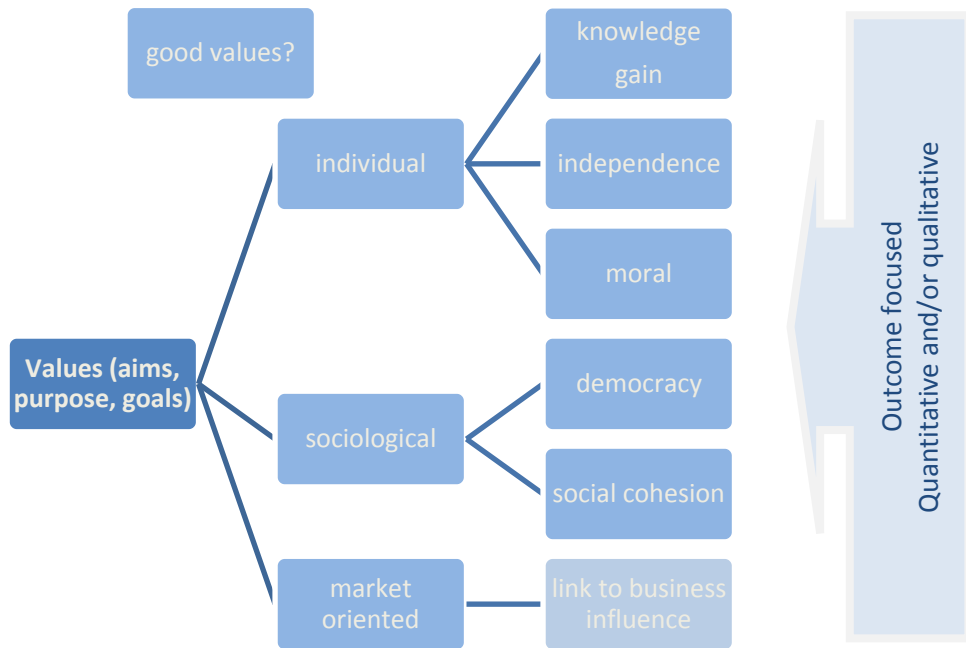 good values?
knowledge
gain
individual
independence
moral
Values (aims,
purpose, goals)
democracy
sociological
social cohesion
market
oriented
link to business
influence
Outcome focused
Quantitative and/or qualitative